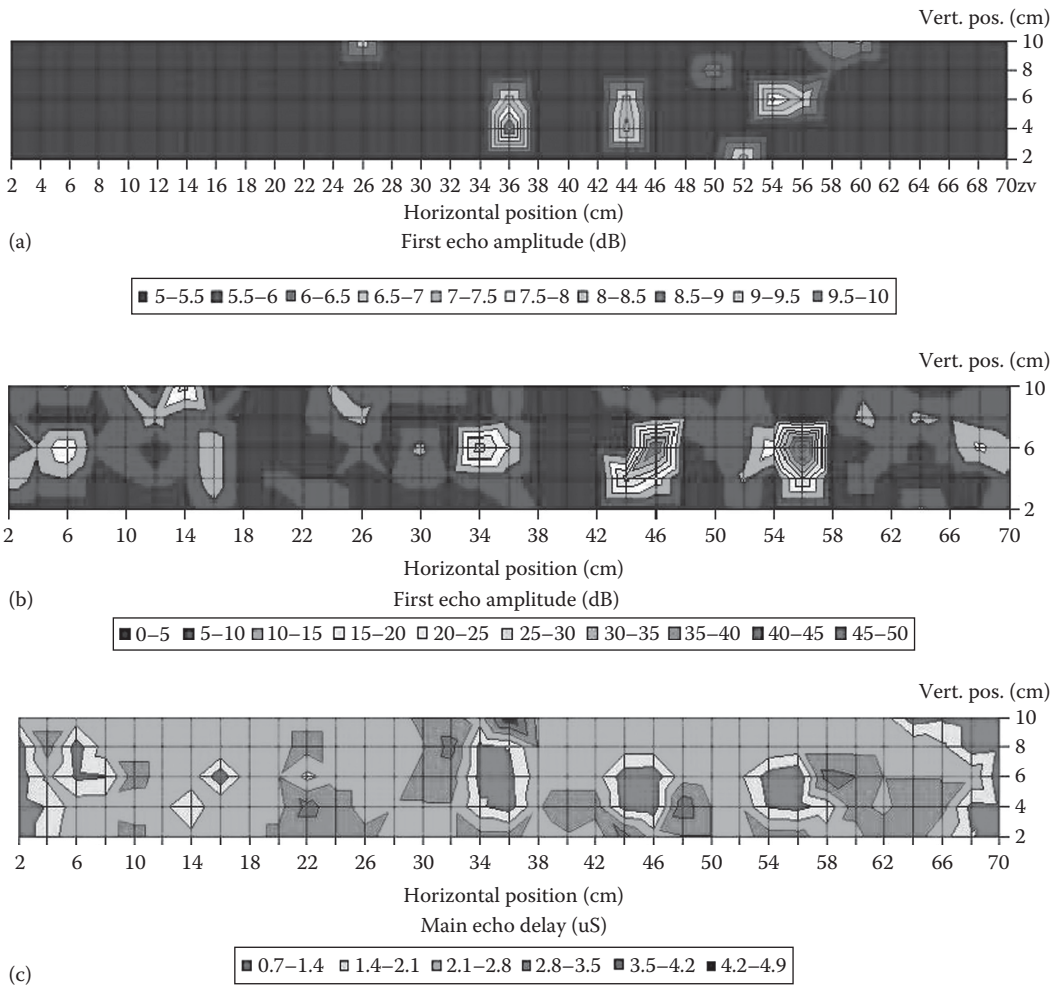 Vert. pos. (cm)
10
8
6
4
2
2 4 6 8 10 12 14 16 18 20 22 24 26 28 30 32 34 36 38 40 42 44 46 48 50 52 54 56 58 60 62 64 66 68 70zv
Horizontal position (cm)
(a) First echo amplitude (dB)
5–5.5 5.5–6 6–6.5 6.5–7 7–7.5 7.5–8 8–8.5 8.5–9 9–9.5 9.5–10
Vert. pos. (cm)
10
6
2
2 6 10 14 18 22 26 30 34 38 42 46 50 54 58 62 66 70
Horizontal position (cm)
(b) First echo amplitude (dB)
0–5 5–10 10–15 15–20 20–25 25–30 30–35 35–40 40–45 45–50
Vert. pos. (cm)
10
8
6
4
2
2 6 10 14 18 22 26 30 34 38 42 46 50 54 58 62 66 70
Horizontal position (cm)
Main echo delay (uS)
(c) 0.7–1.4 1.4–2.1 2.1–2.8 2.8–3.5 3.5–4.2 4.2–4.9